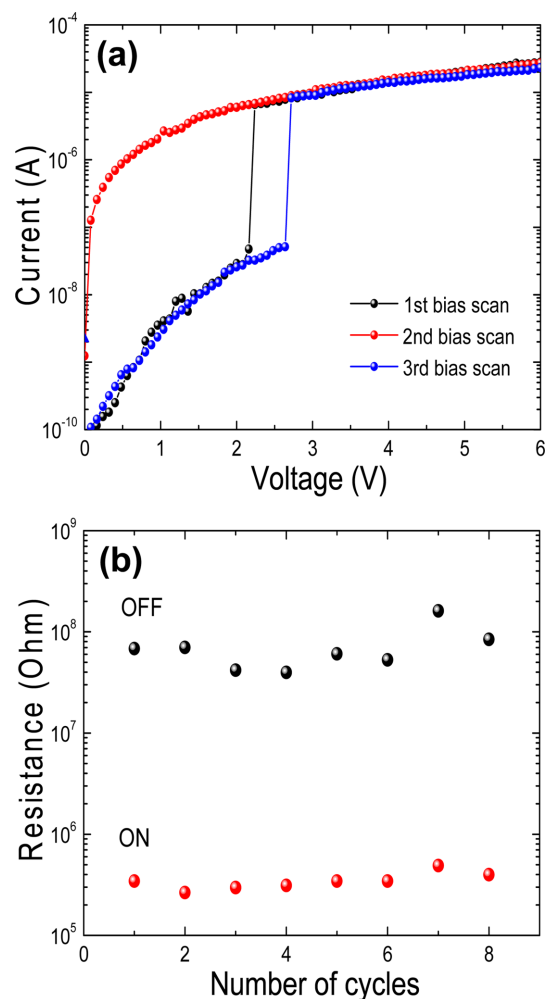 (a)
10^-4
10^-6
10^-8
10^-10
Current (A)
1st bias scan
2nd bias scan
3rd bias scan
0 1 2 3 4 5 6
Voltage (V)
(b)
10^9
10^8
10^7
10^6
10^5
Resistance (Ohm)
OFF
ON
0 2 4 6 8
Number of cycles